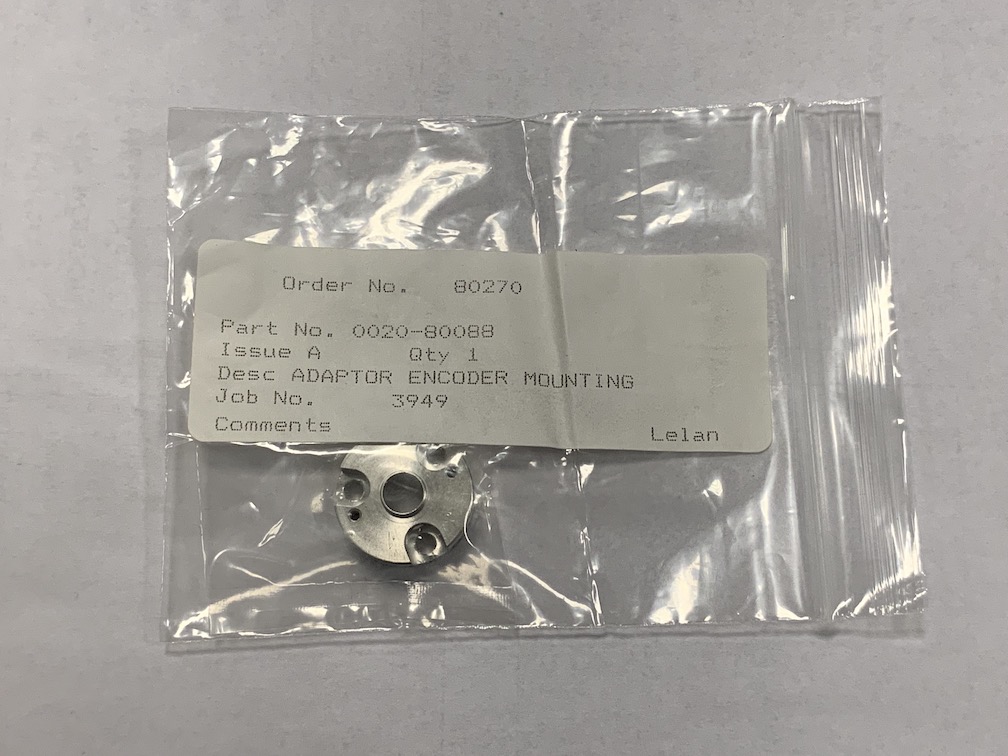 Order No. 80270
Part No. 0020-80088
Issue A Qty 1
Desc ADAPTOR ENCODER MOUNTING
Job No. 3949
Comments
Lelan